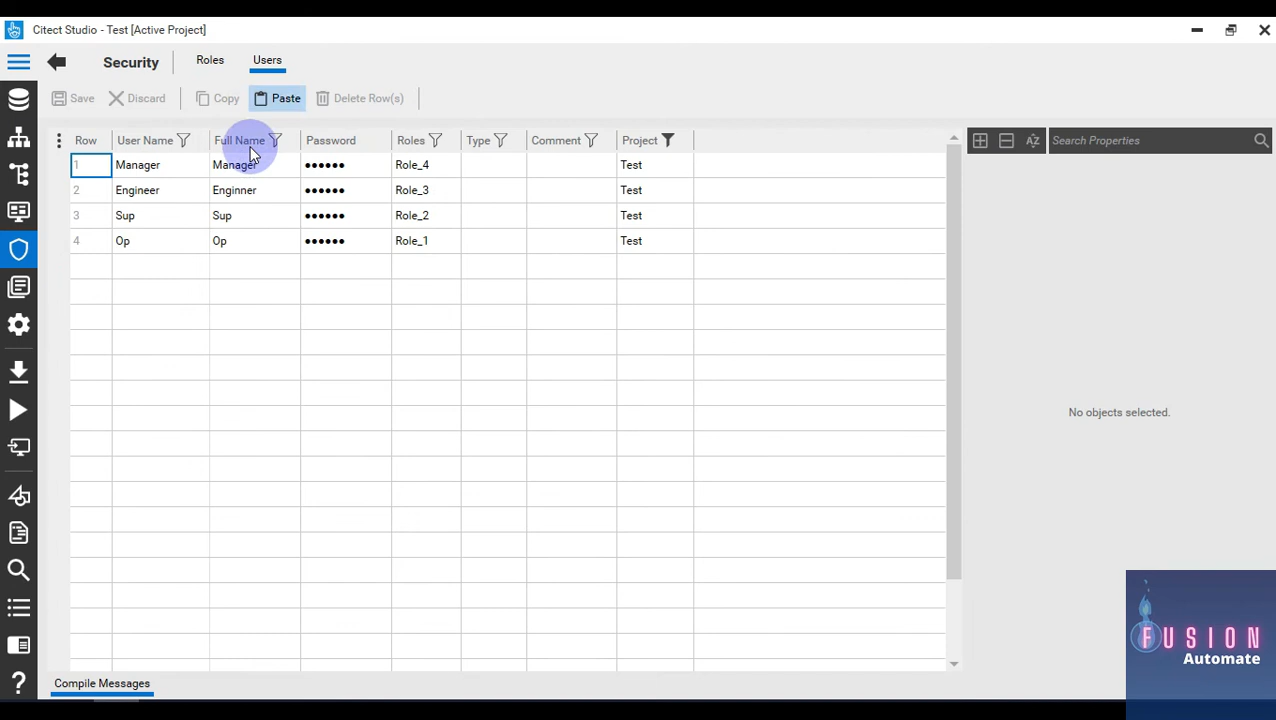 Citect Studio - Test [Active Project]
Security Roles Users
Save Discard Copy Paste Delete Row(s)
Row User Name Full Name Password Roles Type Comment Project
1 Manager Manager ●●●●●● Role_4 Test
2 Engineer Enginner ●●●●●● Role_3 Test
3 Sup Sup ●●●●●● Role_2 Test
4 Op Op ●●●●●● Role_1 Test
Search Properties
No objects selected.
Compile Messages
FUSION
Automate